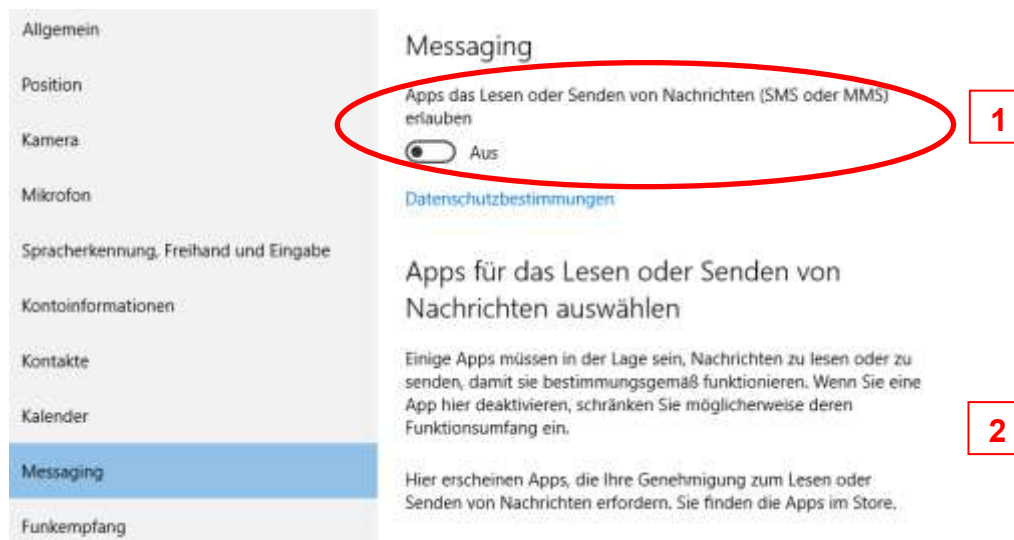 Allgemein
Position
Kamera
Mikrofon
Spracherkennung, Freihand und Eingabe
Kontoinformationen
Kontakte
Kalender
Messaging
Funkempfang
Messaging
Apps das Lesen oder Senden von Nachrichten (SMS oder MMS)
erlauben
Aus
Datenschutzbestimmungen
1
Apps für das Lesen oder Senden von
Nachrichten auswählen
Einige Apps müssen in der Lage sein, Nachrichten zu lesen oder zu
senden, damit sie bestimmungsgemäß funktionieren. Wenn Sie eine
App hier deaktivieren, schränken Sie möglicherweise deren
Funktionsumfang ein.
2
Hier erscheinen Apps, die Ihre Genehmigung zum Lesen oder
Senden von Nachrichten erfordern. Sie finden die Apps im Store.